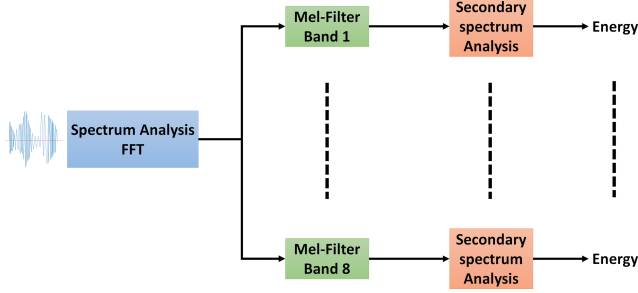 Mel-Filter
Band 1
Secondary
spectrum
Analysis
Energy
Spectrum Analysis
FFT
Mel-Filter
Band 8
Secondary
spectrum
Analysis
Energy